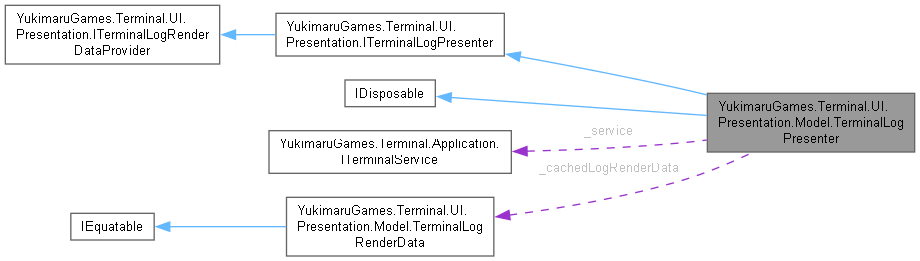 YukimaruGames.Terminal.UI.
Presentation.ITerminalLogRender
DataProvider
YukimaruGames.Terminal.UI.
Presentation.ITerminalLogPresenter
IDisposable
YukimaruGames.Terminal.UI.
Presentation.Model.TerminalLog
Presenter
_service
YukimaruGames.Terminal.Application.
ITerminalService
_cachedLogRenderData
YukimaruGames.Terminal.UI.
Presentation.Model.TerminalLog
RenderData
IEquatable